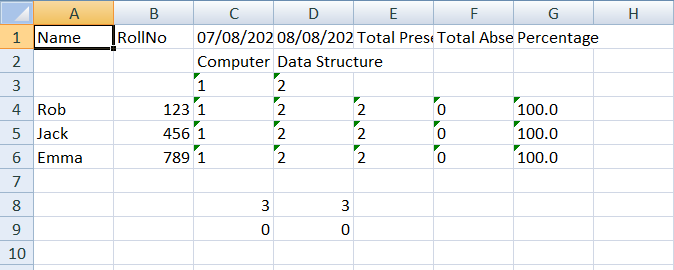 A B C D E F G H
1 Name RollNo 07/08/202 08/08/202 Total Prese Total Abse Percentage
2 Computer Data Structure
3 1 2
4 Rob 123 1 2 2 0 100.0
5 Jack 456 1 2 2 0 100.0
6 Emma 789 1 2 2 0 100.0
7
8 3 3
9 0 0
10